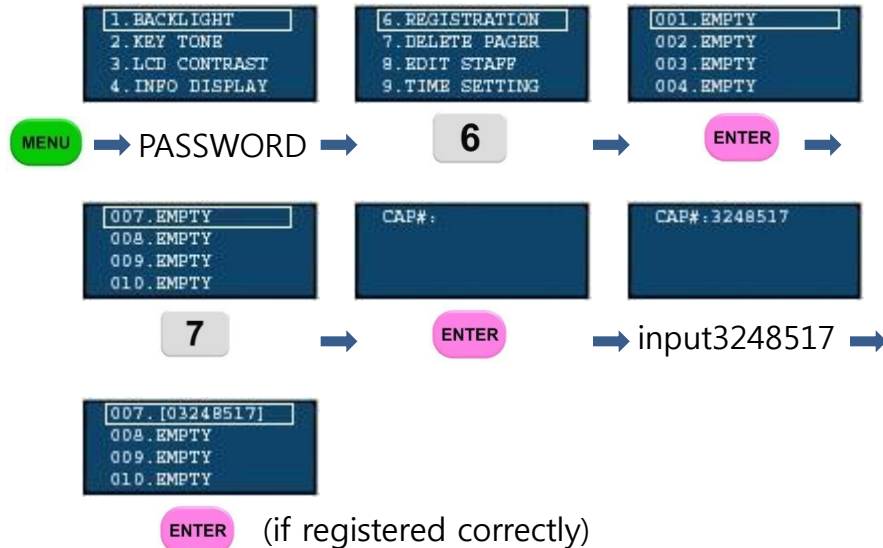 1.BACKLIGHT
2.KEY TONE
3.LCD CONTRAST
4.INFO DISPLAY
6.REGISTRATION
7.DELETE PAGER
8.EDIT STAFF
9.TIME SETTING
001.EMPTY
002.EMPTY
003.EMPTY
004.EMPTY
MENU PASSWORD 6 ENTER
007.EMPTY
008.EMPTY
009.EMPTY
010.EMPTY
CAP#:
CAP#:3248517
7 ENTER input3248517
007.[03248517]
008.EMPTY
009.EMPTY
010.EMPTY
ENTER (if registered correctly)